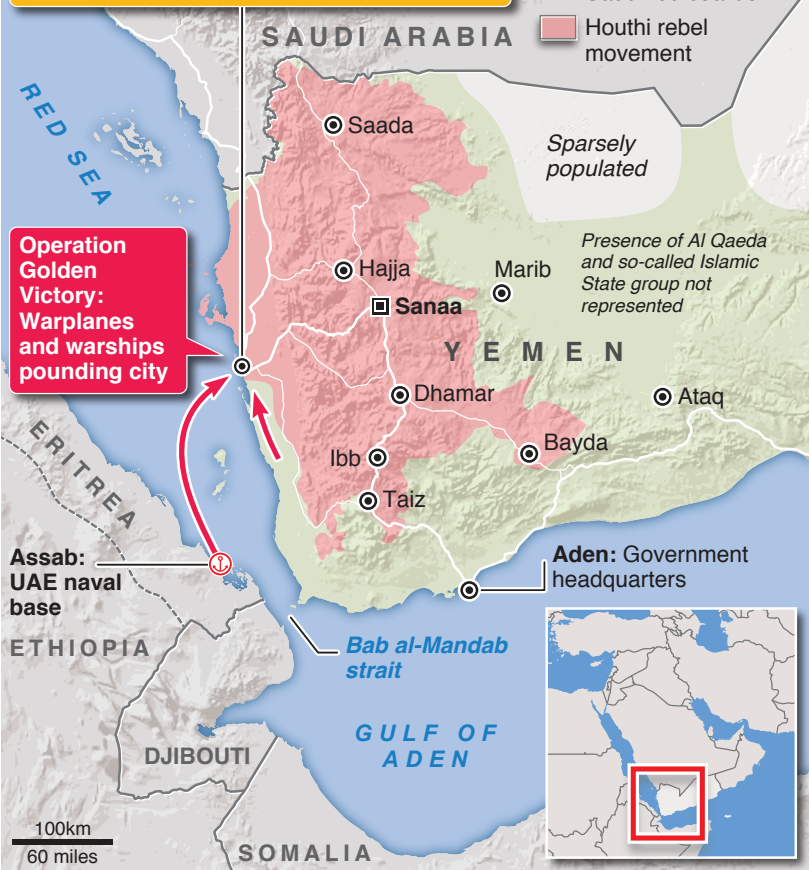 SAUDI ARABIA
Houthi rebel
movement
RED SEA
Saada
Sparsely
populated
Operation
Golden
Victory:
Warplanes
and warships
pounding city
Hajja
Marib
Presence of Al Qaeda
and so-called Islamic
State group not
represented
Sanaa
YEMEN
Dhamar
Ataq
Ibb
Bayda
Taiz
ERITREA
Assab:
UAE naval
base
Aden: Government
headquarters
ETHIOPIA
Bab al-Mandab
strait
GULF OF
ADEN
DJIBOUTI
100km
60 miles
SOMALIA